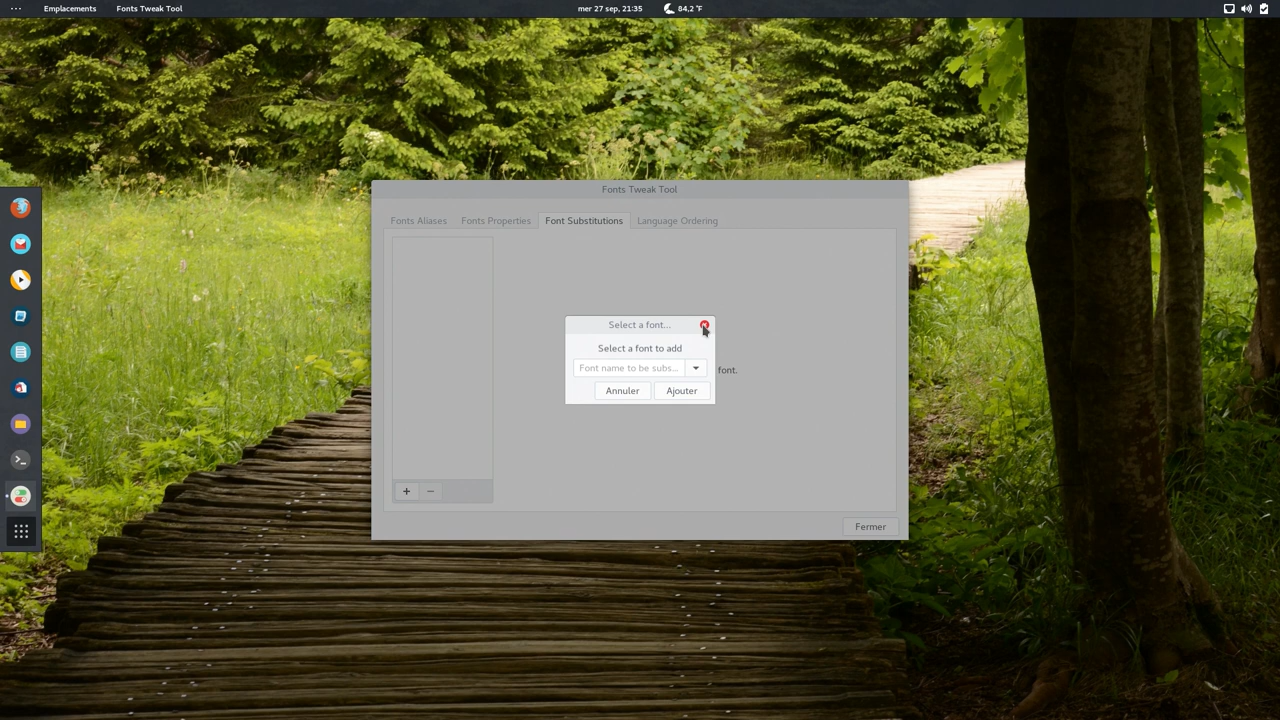 Emplacements
Fonts Tweak Tool
mer 27 sep, 21:35
84,2 °F
Fonts Tweak Tool
Fonts Aliases
Fonts Properties
Font Substitutions
Language Ordering
Select a font...
Select a font to add
Font name to be subs...
font.
Annuler
Ajouter
Fermer